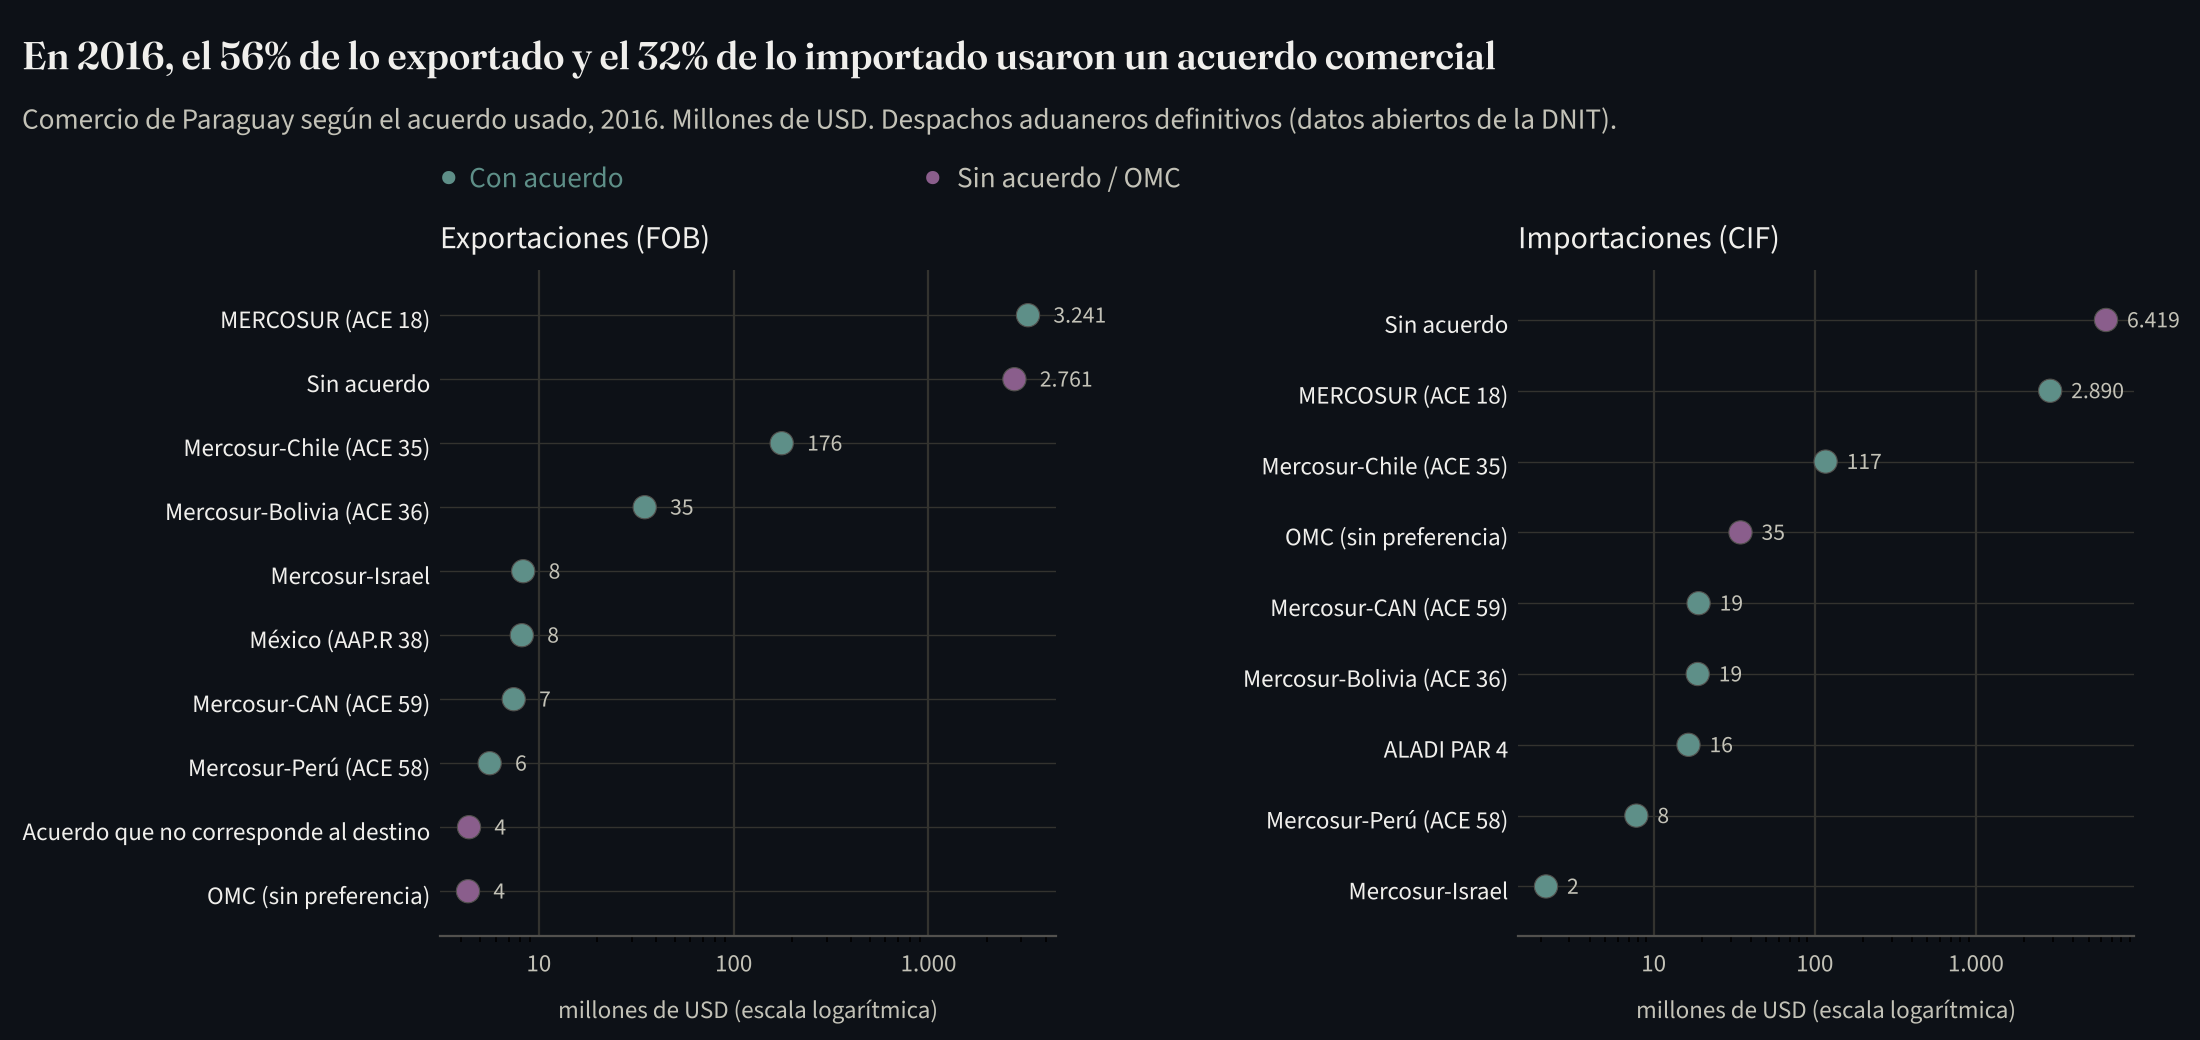 En 2016, el 56% de lo exportado y el 32% de lo importado usaron un acuerdo comercial
Comercio de Paraguay según el acuerdo usado, 2016. Millones de USD. Despachos aduaneros definitivos (datos abiertos de la DNIT).
Con acuerdo
Sin acuerdo / OMC
Exportaciones (FOB)
MERCOSUR (ACE 18) 3.241
Sin acuerdo 2.761
Mercosur-Chile (ACE 35) 176
Mercosur-Bolivia (ACE 36) 35
Mercosur-Israel 8
México (AAP.R 38) 8
Mercosur-CAN (ACE 59) 7
Mercosur-Perú (ACE 58) 6
Acuerdo que no corresponde al destino 4
OMC (sin preferencia) 4
10 100 1.000
millones de USD (escala logarítmica)
Importaciones (CIF)
Sin acuerdo 6.419
MERCOSUR (ACE 18) 2.890
Mercosur-Chile (ACE 35) 117
OMC (sin preferencia) 35
Mercosur-CAN (ACE 59) 19
Mercosur-Bolivia (ACE 36) 19
ALADI PAR 4 16
Mercosur-Perú (ACE 58) 8
Mercosur-Israel 2
10 100 1.000
millones de USD (escala logarítmica)